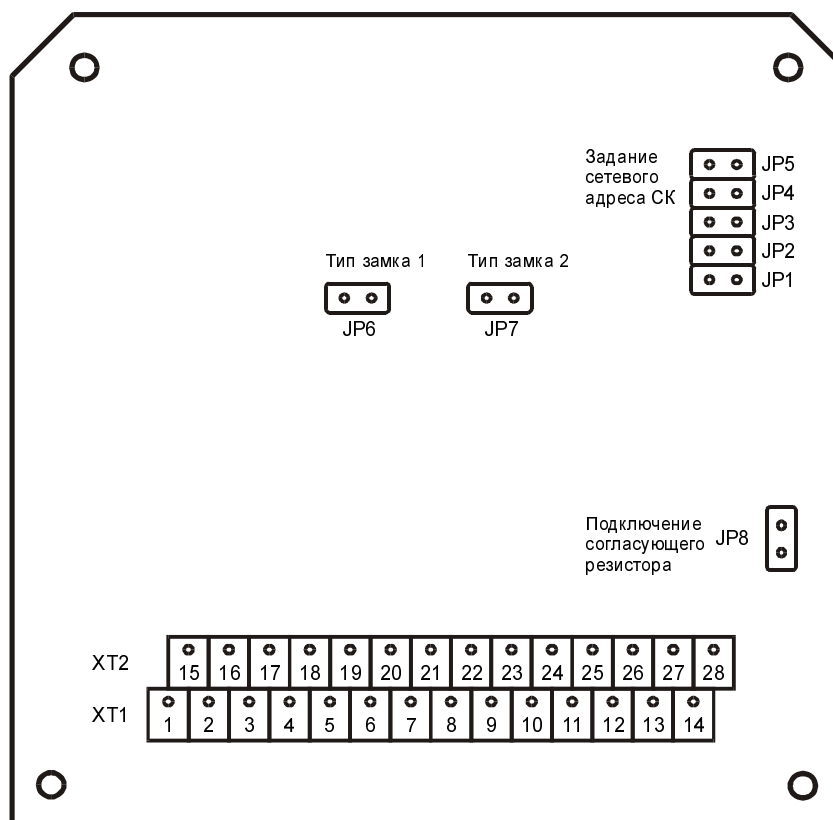 Задание
сетевого
адреса СК
JP5
JP4
JP3
JP2
JP1
Тип замка 1
Тип замка 2
JP6
JP7
Подключение
согласующего
резистора
JP8
XT2
15 16 17 18 19 20 21 22 23 24 25 26 27 28
XT1
1 2 3 4 5 6 7 8 9 10 11 12 13 14